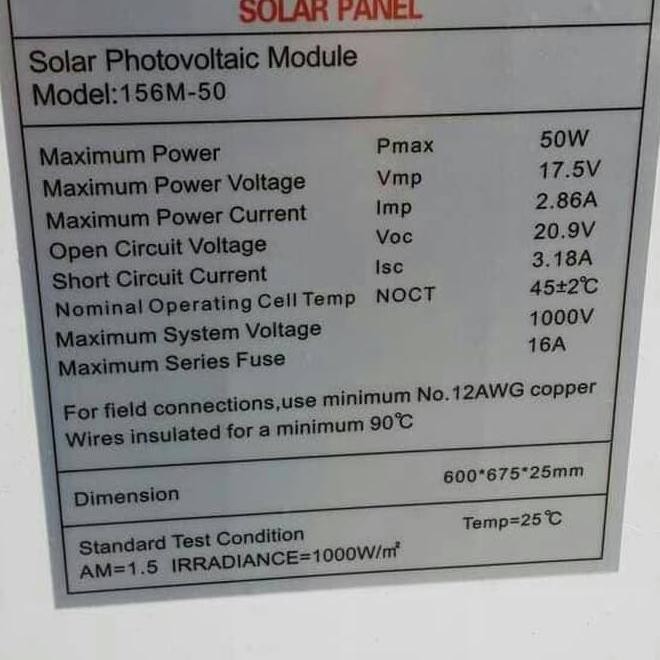 SOLAR PANEL
Solar Photovoltaic Module
Model:156M-50
Maximum Power Pmax 50W
Maximum Power Voltage Vmp 17.5V
Maximum Power Current Imp 2.86A
Open Circuit Voltage Voc 20.9V
Short Circuit Current Isc 3.18A
Nominal Operating Cell Temp NOCT 45±2℃
Maximum System Voltage 1000V
Maximum Series Fuse 16A
For field connections,use minimum No.12AWG copper
Wires insulated for a minimum 90℃
Dimension 600*675*25mm
Standard Test Condition Temp=25℃
AM=1.5 IRRADIANCE=1000W/㎡